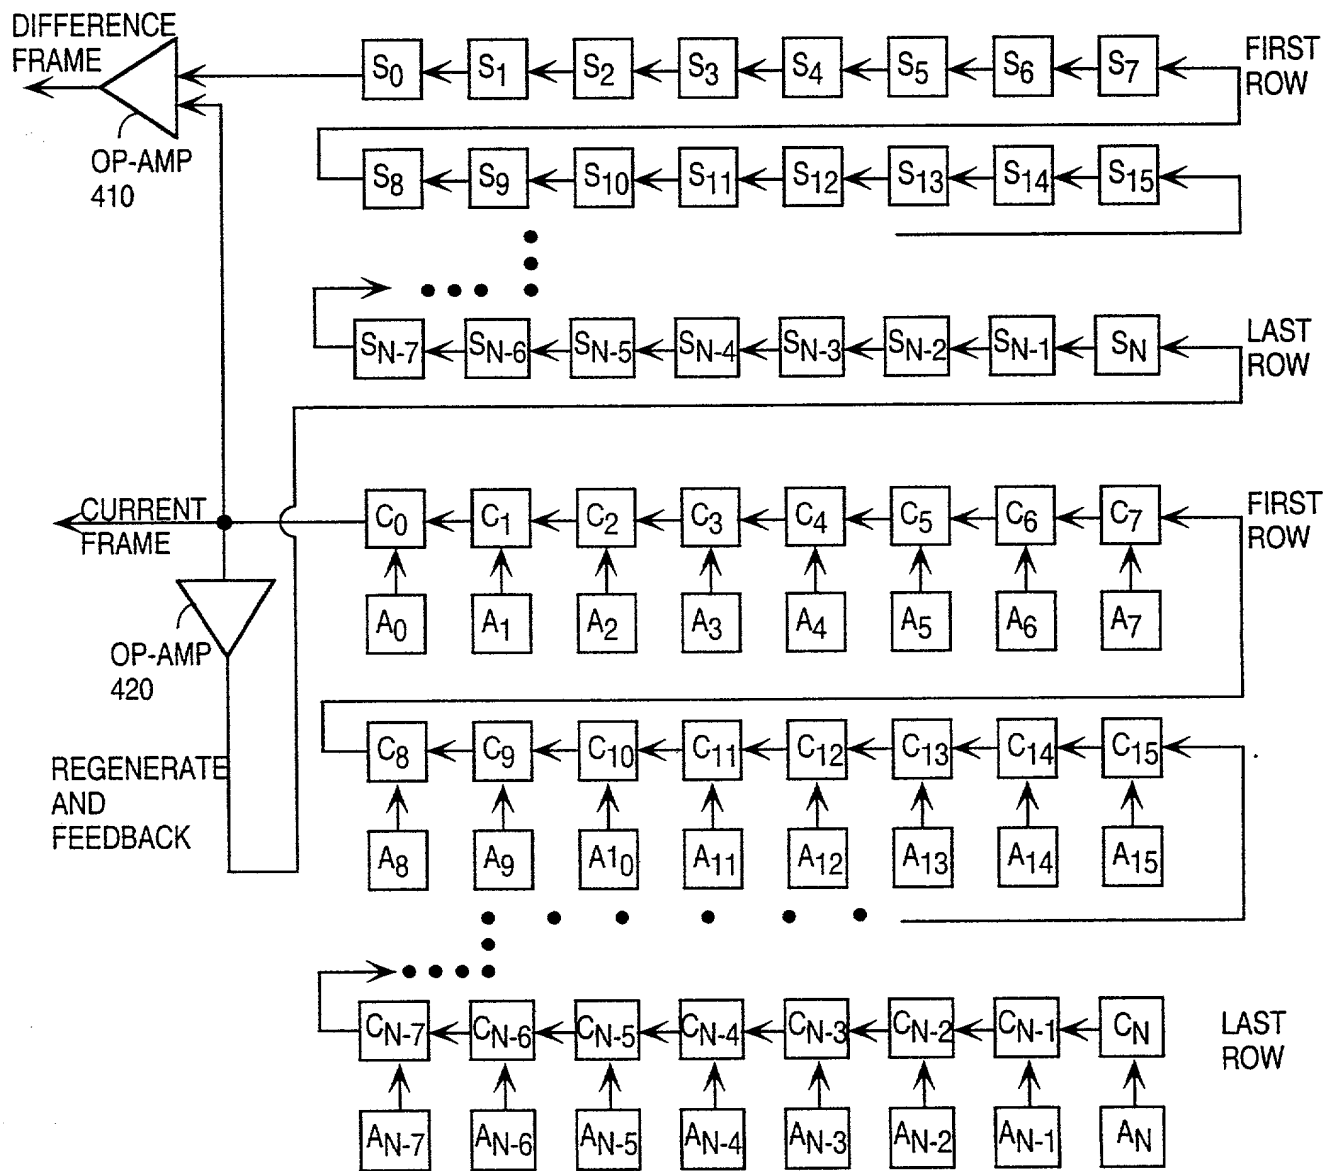 DIFFERENCE
FRAME
OP-AMP
410
S0 S1 S2 S3 S4 S5 S6 S7
FIRST
ROW
S8 S9 S10 S11 S12 S13 S14 S15
SN-7 SN-6 SN-5 SN-4 SN-3 SN-2 SN-1 SN
LAST
ROW
CURRENT
FRAME
C0 C1 C2 C3 C4 C5 C6 C7
FIRST
ROW
A0 A1 A2 A3 A4 A5 A6 A7
OP-AMP
420
REGENERATE
AND
FEEDBACK
C8 C9 C10 C11 C12 C13 C14 C15
A8 A9 A10 A11 A12 A13 A14 A15
CN-7 CN-6 CN-5 CN-4 CN-3 CN-2 CN-1 CN
LAST
ROW
AN-7 AN-6 AN-5 AN-4 AN-3 AN-2 AN-1 AN